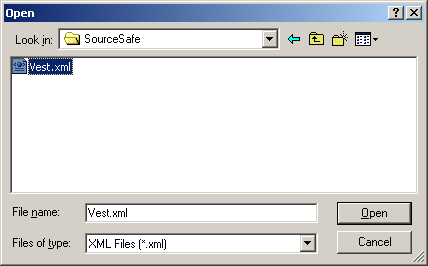 Open
Look in: SourceSafe
Vest.xml
File name: Vest.xml Open
Files of type: XML Files (*.xml) Cancel